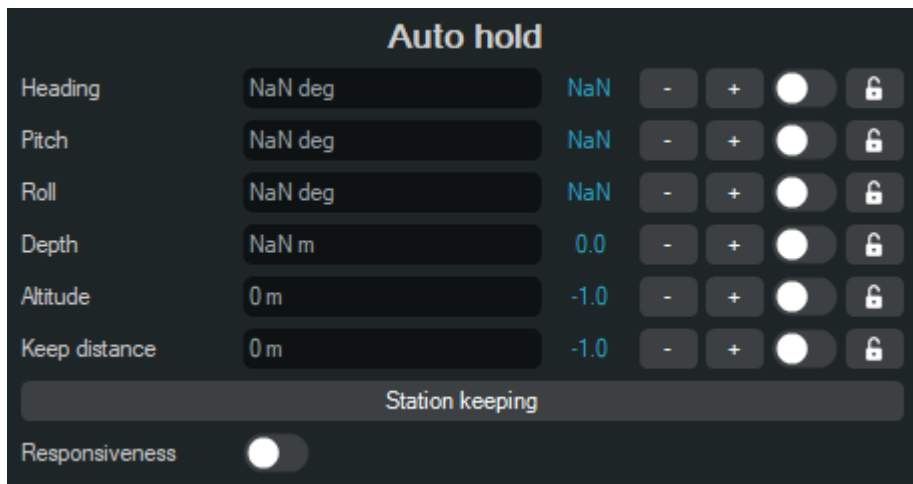 Auto hold
Heading NaN deg NaN - +
Pitch NaN deg NaN - +
Roll NaN deg NaN - +
Depth NaN m 0.0 - +
Altitude 0 m -1.0 - +
Keep distance 0 m -1.0 - +
Station keeping
Responsiveness